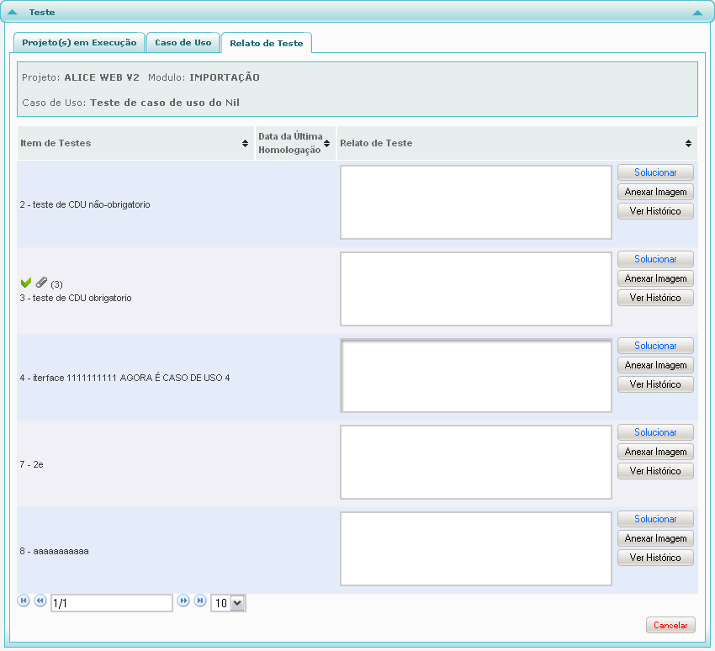 Teste
Projeto(s) em Execução Caso de Uso Relato de Teste
Projeto: ALICE WEB V2 Modulo: IMPORTAÇÃO
Caso de Uso: Teste de caso de uso do Nil
Item de Testes Data da Última Homologação Relato de Teste
2 - teste de CDU não-obrigatorio
Solucionar
Anexar Imagem
Ver Histórico
(3)
3 - teste de CDU obrigatorio
Solucionar
Anexar Imagem
Ver Histórico
4 - iterface 1111111111 AGORA É CASO DE USO 4
Solucionar
Anexar Imagem
Ver Histórico
7 - 2e
Solucionar
Anexar Imagem
Ver Histórico
8 - aaaaaaaaaaa
Solucionar
Anexar Imagem
Ver Histórico
1/1 10
Cancelar